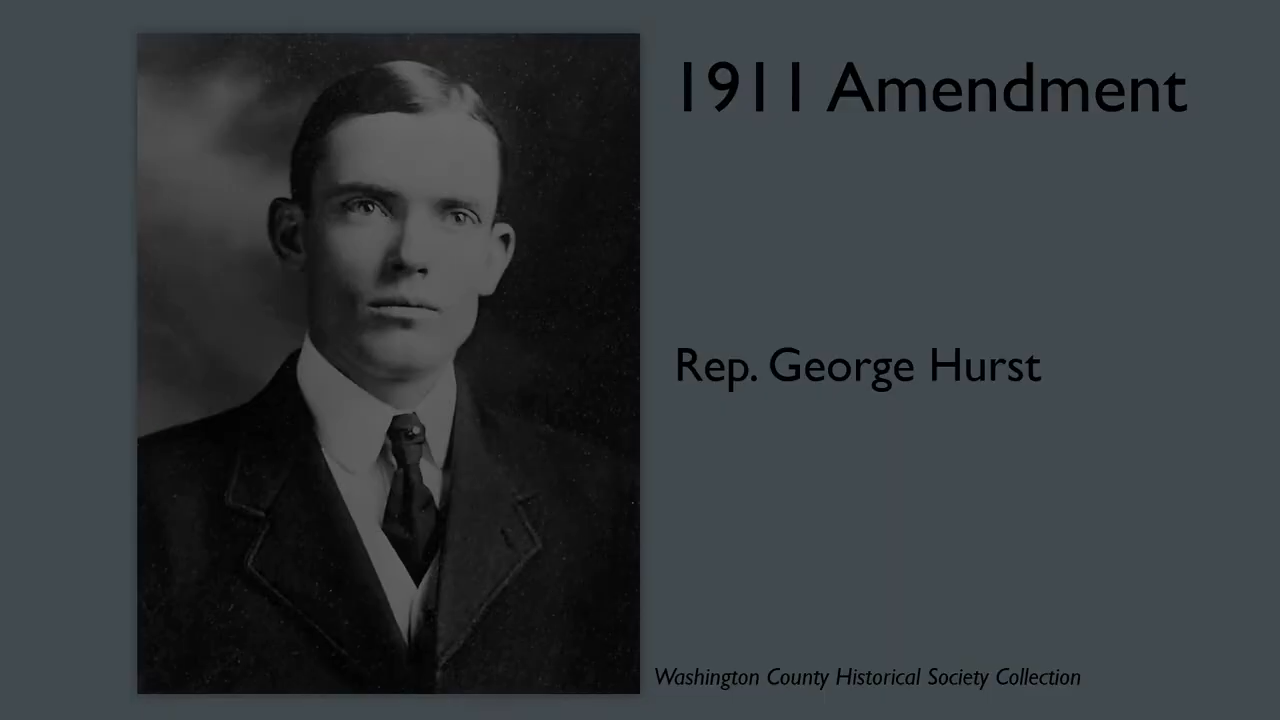 1911 Amendment
Rep. George Hurst
Washington County Historical Society Collection